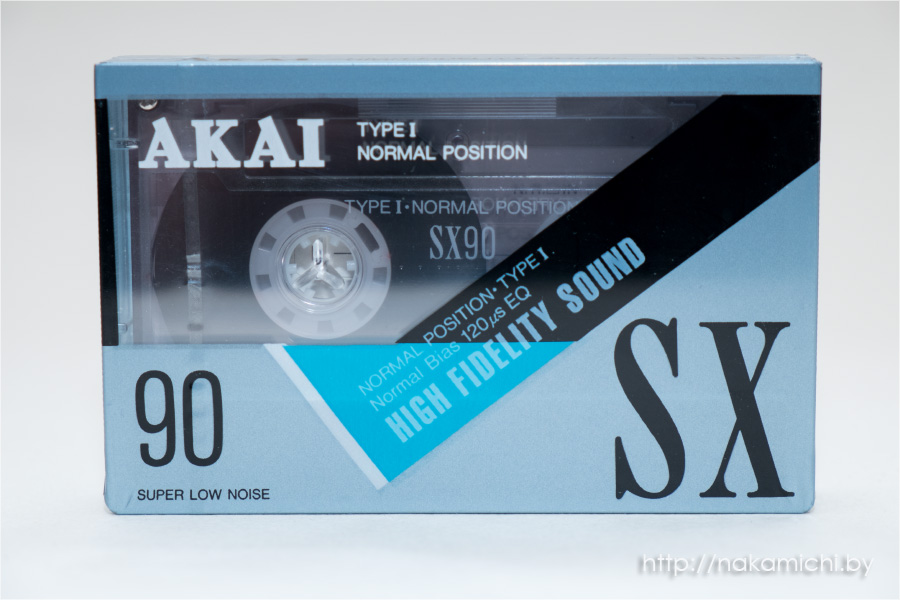 AKAI
TYPE I
NORMAL POSITION
TYPE I·NORMAL POSITION
SX90
NORMAL POSITION·TYPE I
Normal Bias 120μs EQ
HIGH FIDELITY SOUND
90
SUPER LOW NOISE
SX
http://nakamichi.by